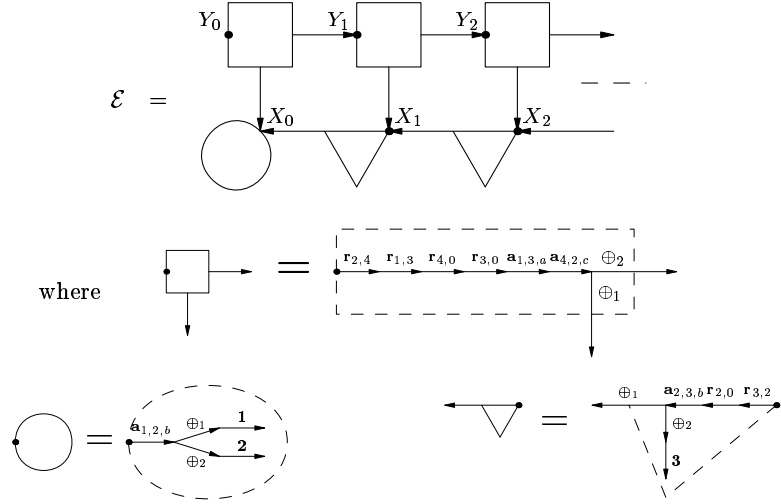 Y₀ Y₁ Y₂
ℰ =
X₀ X₁ X₂
where
=
r₂,₄ r₁,₃ r₄,₀ r₃,₀ a₁,₃,ₐ a₄,₂,c ⊕₂
⊕₁
=
a₁,₂,b ⊕₁ 1
⊕₂ 2
=
⊕₁ a₂,₃,b r₂,₀ r₃,₂
⊕₂
3